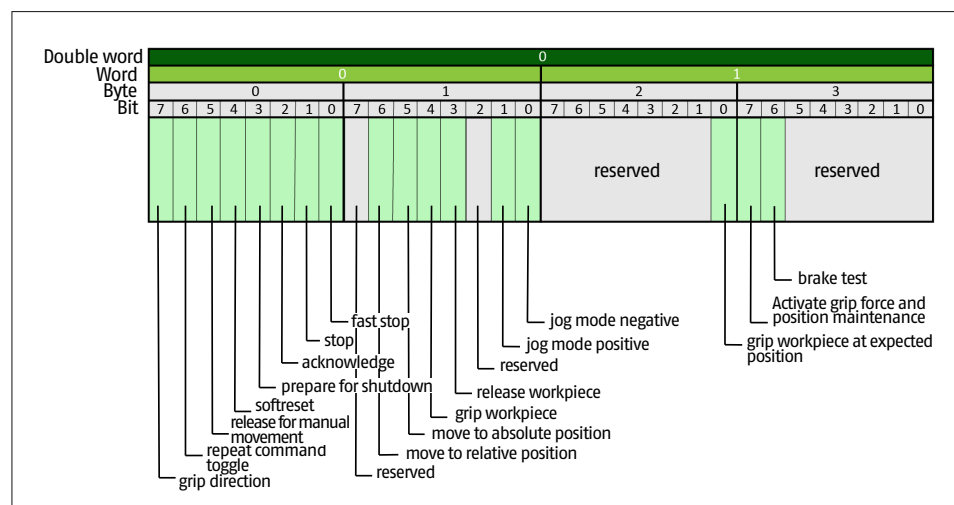 Double word 0
Word 0 1
Byte 0 1 2 3
Bit 7 6 5 4 3 2 1 0 7 6 5 4 3 2 1 0 7 6 5 4 3 2 1 0 7 6 5 4 3 2 1 0
reserved reserved
brake test
Activate grip force and
position maintenance
grip workpiece at expected
position
jog mode negative
jog mode positive
reserved
release workpiece
grip workpiece
move to absolute position
move to relative position
reserved
fast stop
stop
acknowledge
prepare for shutdown
softreset
release for manual
movement
repeat command
toggle
grip direction